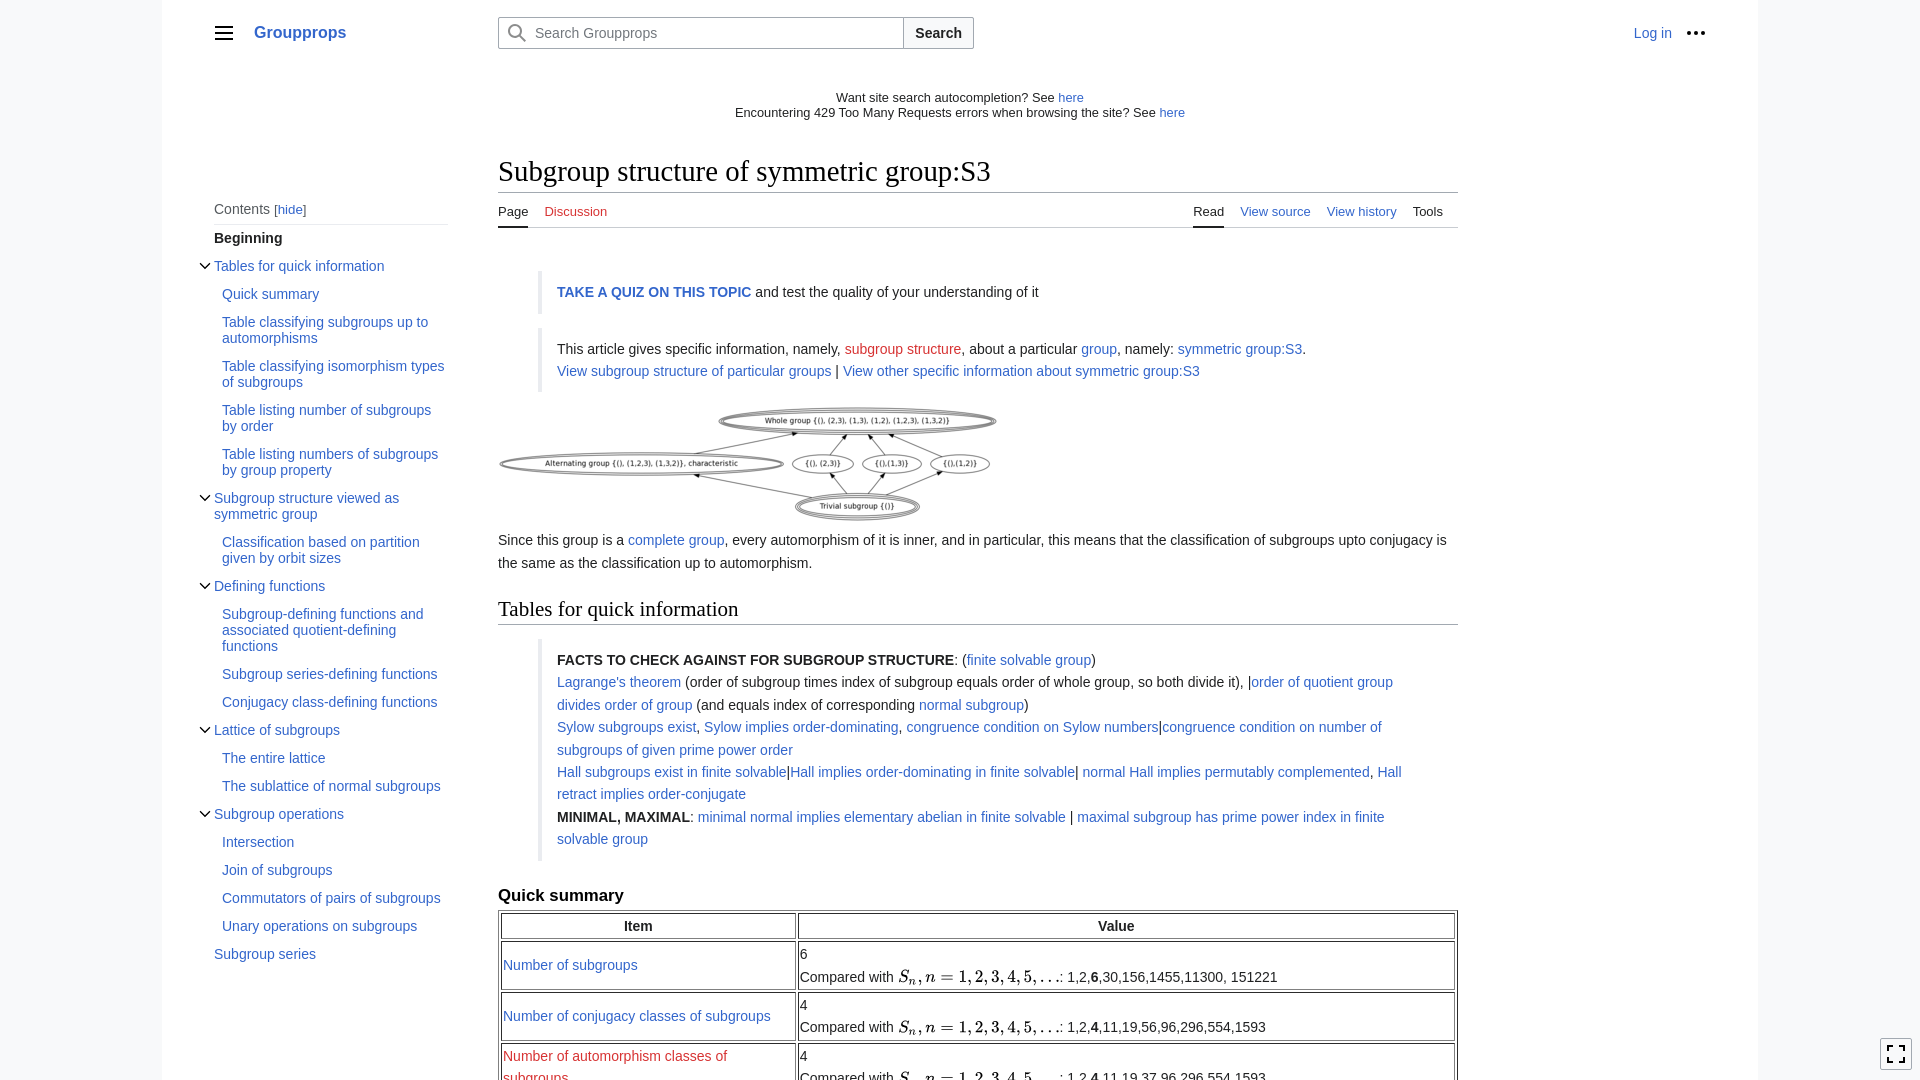 Groupprops
Search Groupprops
Search
Log in
Want site search autocompletion? See here
Encountering 429 Too Many Requests errors when browsing the site? See here
Subgroup structure of symmetric group:S3
Page Discussion Read View source View history Tools
Contents [hide]
Beginning
Tables for quick information
Quick summary
Table classifying subgroups up to
automorphisms
Table classifying isomorphism types
of subgroups
Table listing number of subgroups
by order
Table listing numbers of subgroups
by group property
Subgroup structure viewed as
symmetric group
Classification based on partition
given by orbit sizes
Defining functions
Subgroup-defining functions and
associated quotient-defining
functions
Subgroup series-defining functions
Conjugacy class-defining functions
Lattice of subgroups
The entire lattice
The sublattice of normal subgroups
Subgroup operations
Intersection
Join of subgroups
Commutators of pairs of subgroups
Unary operations on subgroups
Subgroup series
TAKE A QUIZ ON THIS TOPIC and test the quality of your understanding of it
This article gives specific information, namely, subgroup structure, about a particular group, namely: symmetric group:S3.
View subgroup structure of particular groups | View other specific information about symmetric group:S3
Whole group {(), (2,3), (1,3), (1,2), (1,2,3), (1,3,2)}
Alternating group {(), (1,2,3), (1,3,2)}, characteristic
{(), (2,3)}
{(),(1,3)}
{(),(1,2)}
Trivial subgroup {()}
Since this group is a complete group, every automorphism of it is inner, and in particular, this means that the classification of subgroups upto conjugacy is
the same as the classification up to automorphism.
Tables for quick information
FACTS TO CHECK AGAINST FOR SUBGROUP STRUCTURE: (finite solvable group)
Lagrange's theorem (order of subgroup times index of subgroup equals order of whole group, so both divide it), |order of quotient group
divides order of group (and equals index of corresponding normal subgroup)
Sylow subgroups exist, Sylow implies order-dominating, congruence condition on Sylow numbers|congruence condition on number of
subgroups of given prime power order
Hall subgroups exist in finite solvable|Hall implies order-dominating in finite solvable| normal Hall implies permutably complemented, Hall
retract implies order-conjugate
MINIMAL, MAXIMAL: minimal normal implies elementary abelian in finite solvable | maximal subgroup has prime power index in finite
solvable group
Quick summary
Item Value
Number of subgroups
6
Compared with Sₙ, n = 1, 2, 3, 4, 5, …: 1,2,6,30,156,1455,11300, 151221
Number of conjugacy classes of subgroups
4
Compared with Sₙ, n = 1, 2, 3, 4, 5, …: 1,2,4,11,19,56,96,296,554,1593
Number of automorphism classes of
subgroups
4
Compared with Sₙ, n = 1, 2, 3, 4, 5, …: 1,2,4,11,19,37,96,296,554,1593